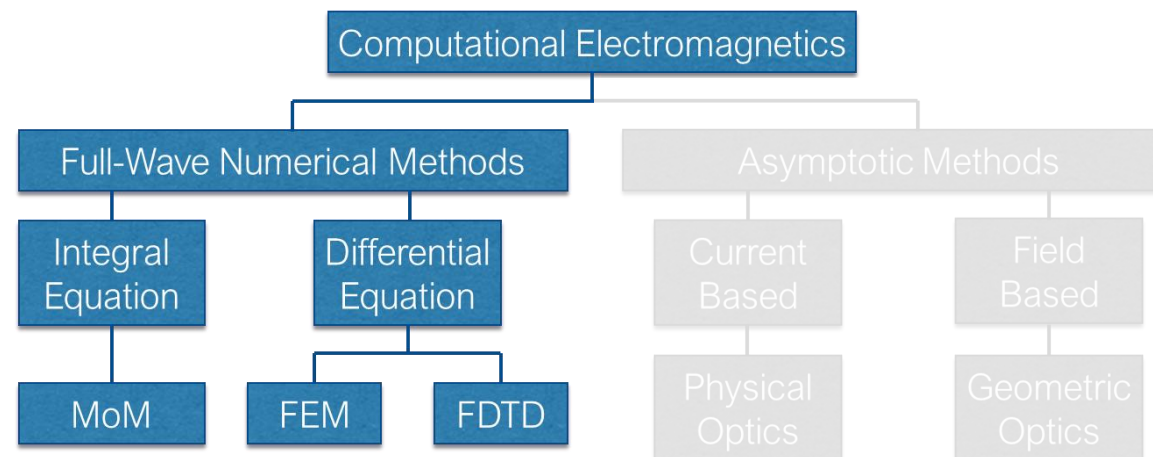 Computational Electromagnetics
Full-Wave Numerical Methods
Asymptotic Methods
Integral
Equation
Differential
Equation
Current
Based
Field
Based
MoM
FEM
FDTD
Physical
Optics
Geometric
Optics